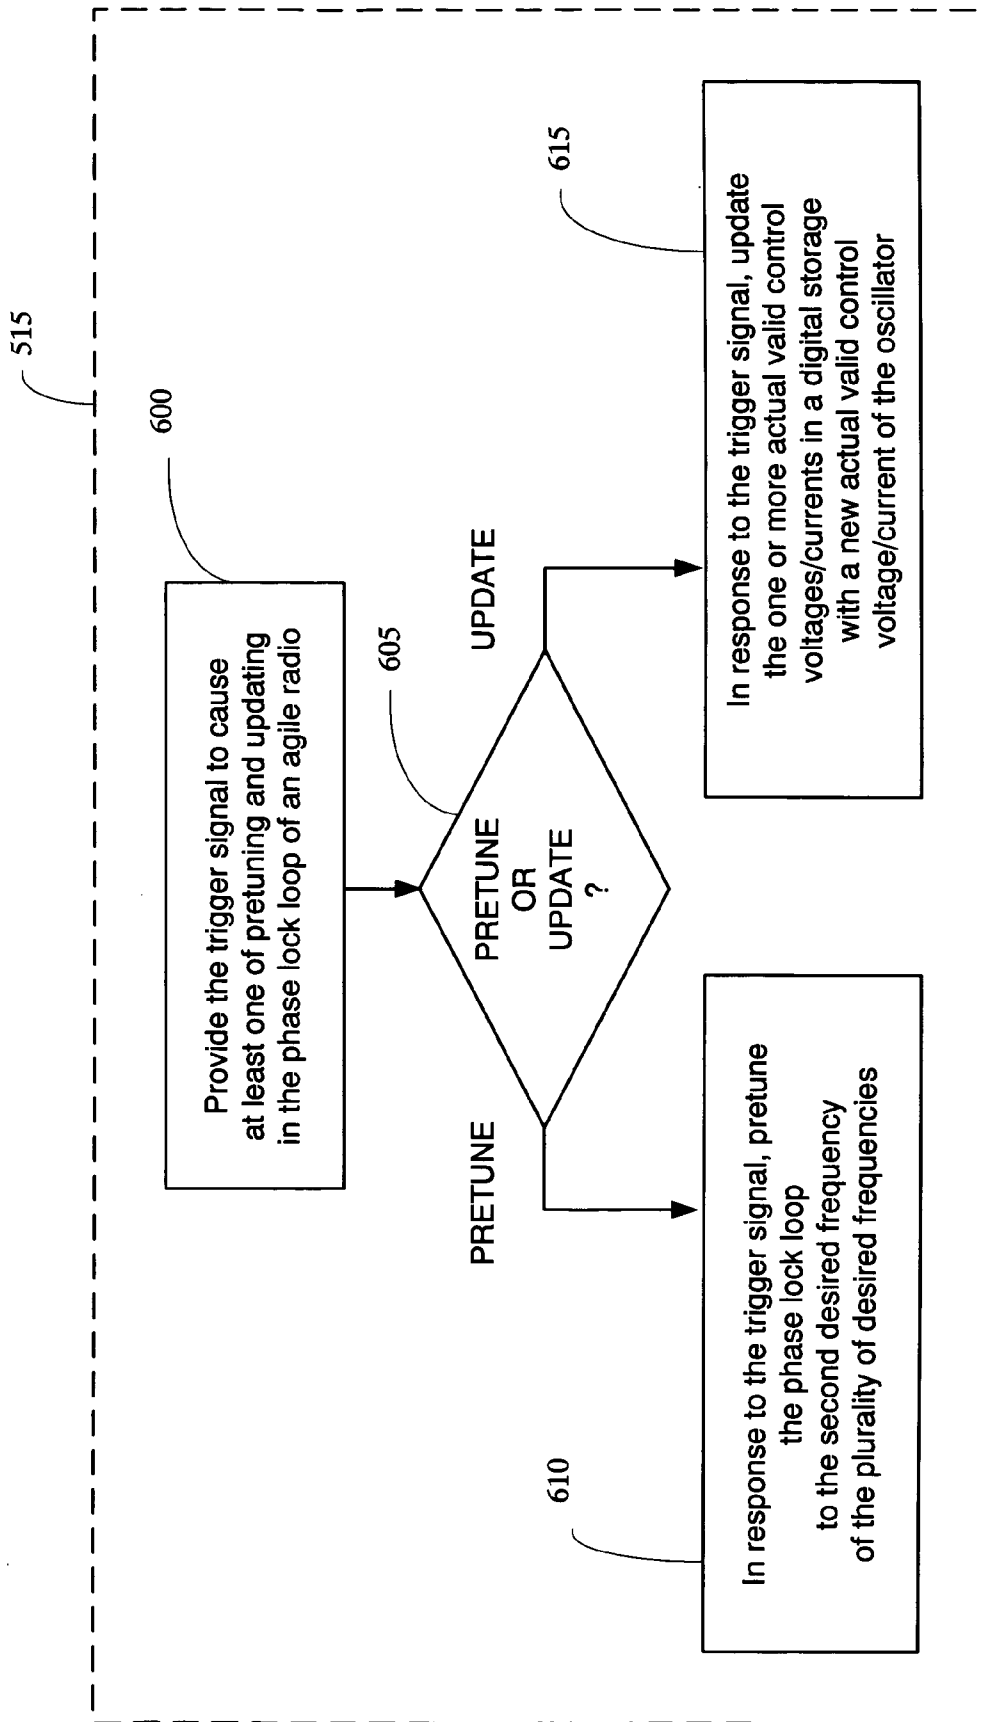 515
600
Provide the trigger signal to cause
at least one of pretuning and updating
in the phase lock loop of an agile radio
605
PRETUNE
OR
UPDATE
?
PRETUNE
UPDATE
610
In response to the trigger signal, pretune
the phase lock loop
to the second desired frequency
of the plurality of desired frequencies
615
In response to the trigger signal, update
the one or more actual valid control
voltages/currents in a digital storage
with a new actual valid control
voltage/current of the oscillator